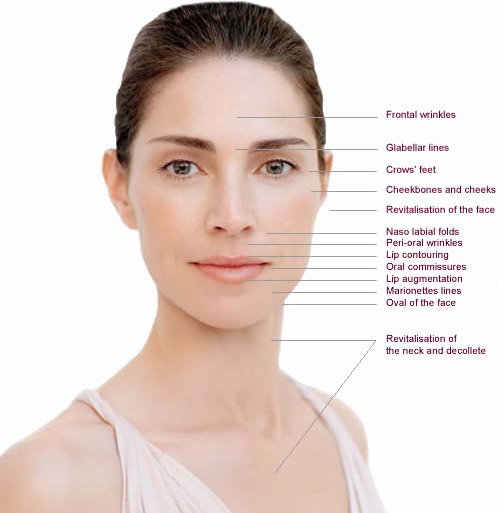 Frontal wrinkles
Glabellar lines
Crows' feet
Cheekbones and cheeks
Revitalisation of the face
Naso labial folds
Peri-oral wrinkles
Lip contouring
Oral commissures
Lip augmentation
Marionettes lines
Oval of the face
Revitalisation of
the neck and decollete